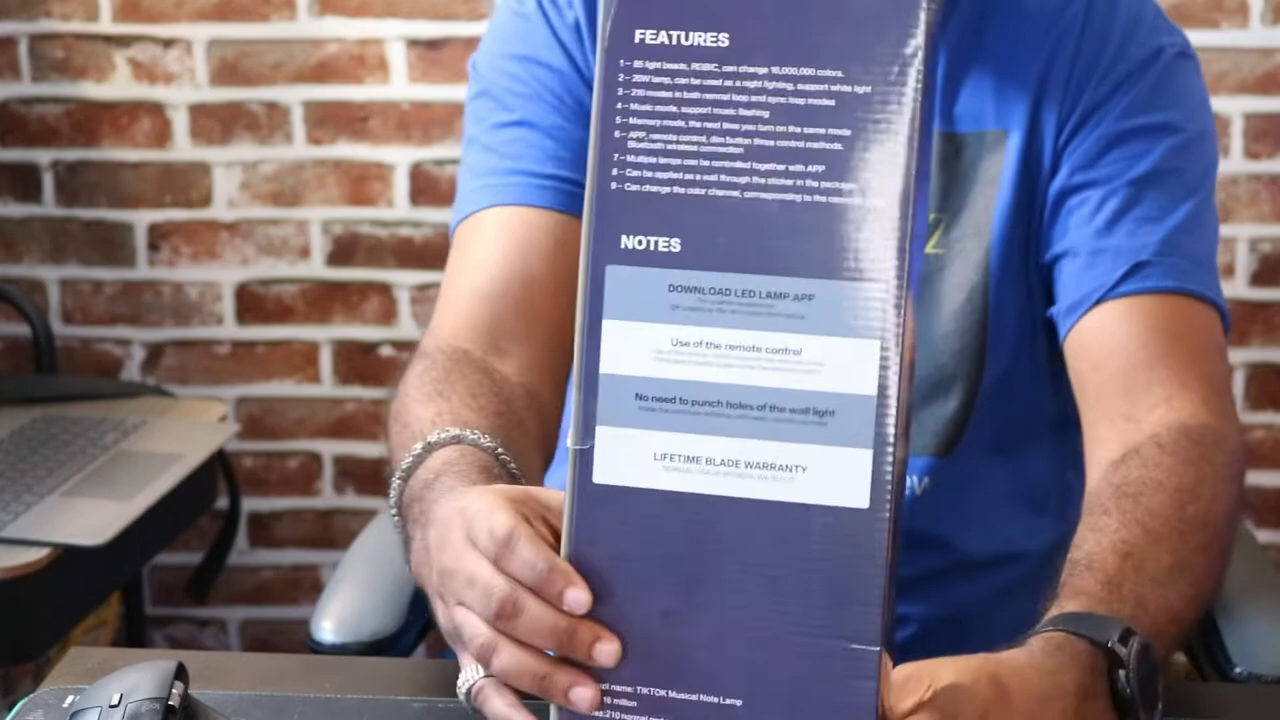 FEATURES
1 – 85 light beads, RGBIC, can change 16,000,000 colors.
2 – 20W lamp, can be used as a night lighting, support white light
3 – 210 modes in both normal loop and sync loop modes
4 – Music mode, support music flashing
5 – Memory mode, the next time you turn on the same mode
6 – APP, remote control, dim button three control methods.
Bluetooth wireless connection
7 – Multiple lamps can be controlled together with APP
8 – Can be applied as a wall through the sticker in the package
9 – Can change the color channel, corresponding to the
NOTES
DOWNLOAD LED LAMP APP
Use of the remote control
No need to punch holes of the wall light
LIFETIME BLADE WARRANTY
name: TIKTOK Musical Note Lamp
16 million
210 normal and
2